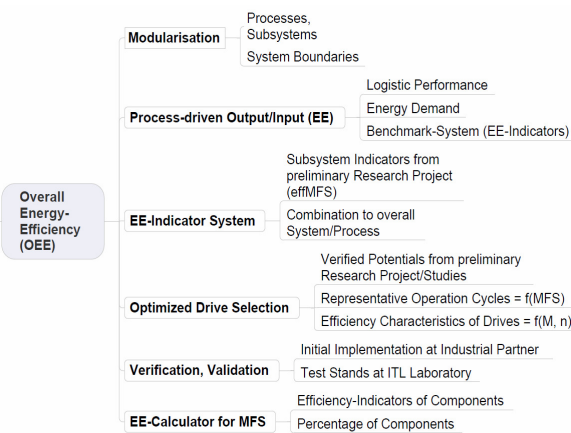 Overall
Energy-
Efficiency
(OEE)
Modularisation
Processes,
Subsystems
System Boundaries
Process-driven Output/Input (EE)
Logistic Performance
Energy Demand
Benchmark-System (EE-Indicators)
EE-Indicator System
Subsystem Indicators from
preliminary Research Project
(effMFS)
Combination to overall
System/Process
Optimized Drive Selection
Verified Potentials from preliminary
Research Project/Studies
Representative Operation Cycles = f(MFS)
Efficiency Characteristics of Drives = f(M, n)
Verification, Validation
Initial Implementation at Industrial Partner
Test Stands at ITL Laboratory
EE-Calculator for MFS
Efficiency-Indicators of Components
Percentage of Components